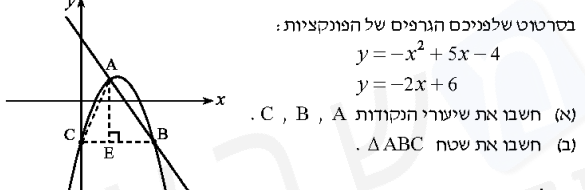 בסרטוט שלפניכם הגרפים של הפונקציות:
y = −x² + 5x − 4
y = −2x + 6
(א) חשבו את שיעורי הנקודות A , B , C .
(ב) חשבו את שטח ΔABC .
y
A
x
C
E
B